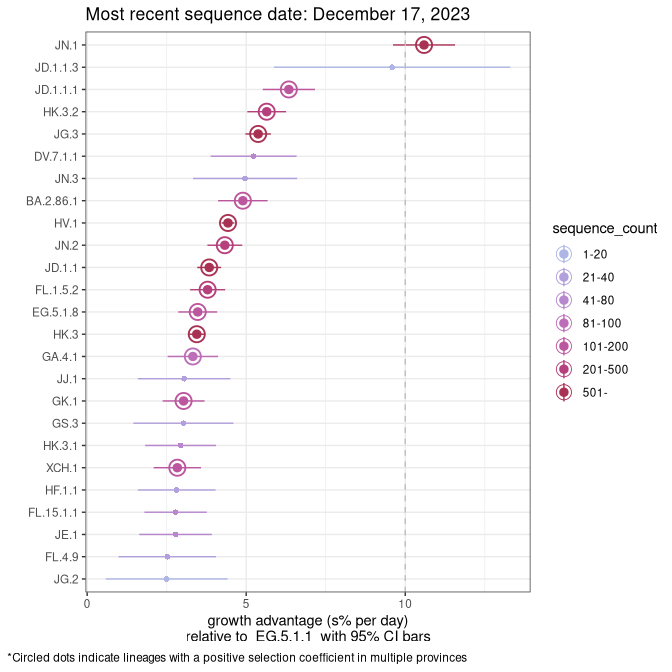 Most recent sequence date: December 17, 2023
JN.1
JD.1.1.3
JD.1.1.1
HK.3.2
JG.3
DV.7.1.1
JN.3
BA.2.86.1
HV.1
JN.2
JD.1.1
FL.1.5.2
EG.5.1.8
HK.3
GA.4.1
JJ.1
GK.1
GS.3
HK.3.1
XCH.1
HF.1.1
FL.15.1.1
JE.1
FL.4.9
JG.2
0 5 10
growth advantage (s% per day)
relative to EG.5.1.1 with 95% CI bars
sequence_count
1-20
21-40
41-80
81-100
101-200
201-500
501-
*Circled dots indicate lineages with a positive selection coefficient in multiple provinces